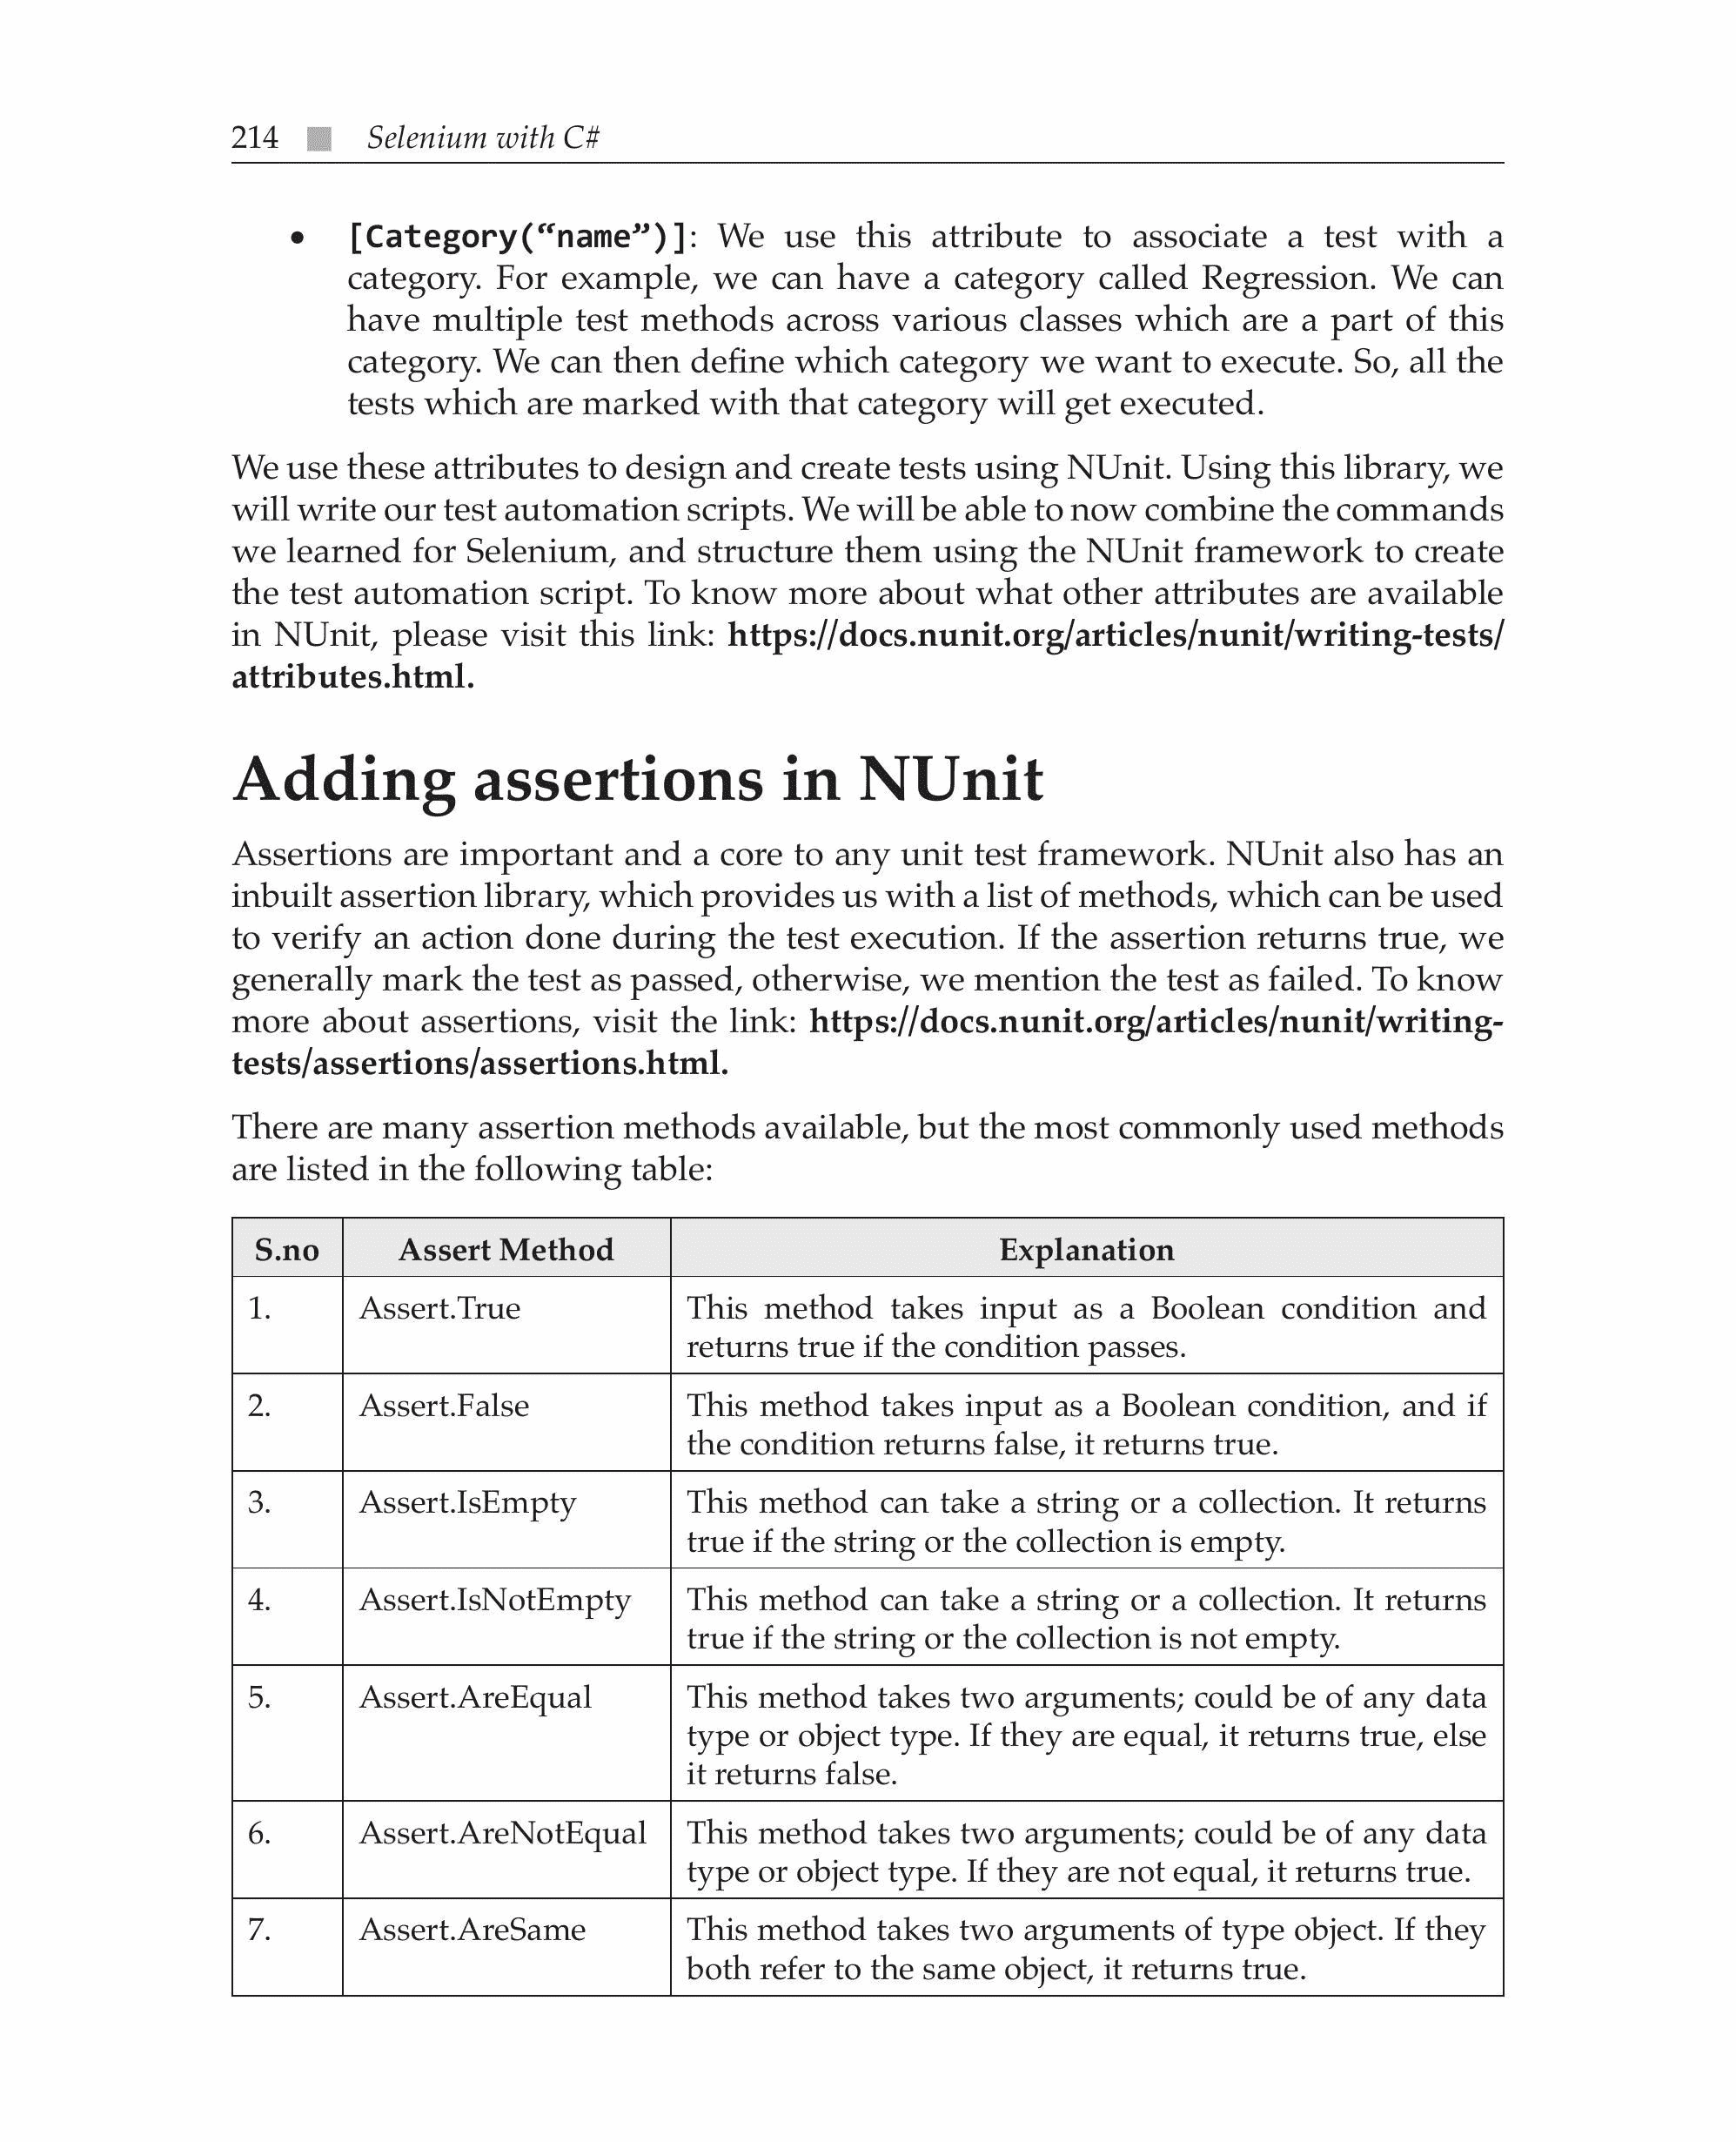 214 Selenium with C#
• [Category(“name”)]: We use this attribute to associate a test with a
category. For example, we can have a category called Regression. We can
have multiple test methods across various classes which are a part of this
category. We can then define which category we want to execute. So, all the
tests which are marked with that category will get executed.
We use these attributes to design and create tests using NUnit. Using this library, we
will write our test automation scripts. We will be able to now combine the commands
we learned for Selenium, and structure them using the NUnit framework to create
the test automation script. To know more about what other attributes are available
in NUnit, please visit this link: https://docs.nunit.org/articles/nunit/writing-tests/
attributes.html.
Adding assertions in NUnit
Assertions are important and a core to any unit test framework. NUnit also has an
inbuilt assertion library, which provides us with a list of methods, which can be used
to verify an action done during the test execution. If the assertion returns true, we
generally mark the test as passed, otherwise, we mention the test as failed. To know
more about assertions, visit the link: https://docs.nunit.org/articles/nunit/writing-
tests/assertions/assertions.html.
There are many assertion methods available, but the most commonly used methods
are listed in the following table:
S.no Assert Method Explanation
1. Assert.True This method takes input as a Boolean condition and
returns true if the condition passes.
2. Assert.False This method takes input as a Boolean condition, and if
the condition returns false, it returns true.
3. Assert.IsEmpty This method can take a string or a collection. It returns
true if the string or the collection is empty.
4. Assert.IsNotEmpty This method can take a string or a collection. It returns
true if the string or the collection is not empty.
5. Assert.AreEqual This method takes two arguments; could be of any data
type or object type. If they are equal, it returns true, else
it returns false.
6. Assert.AreNotEqual This method takes two arguments; could be of any data
type or object type. If they are not equal, it returns true.
7. Assert.AreSame This method takes two arguments of type object. If they
both refer to the same object, it returns true.